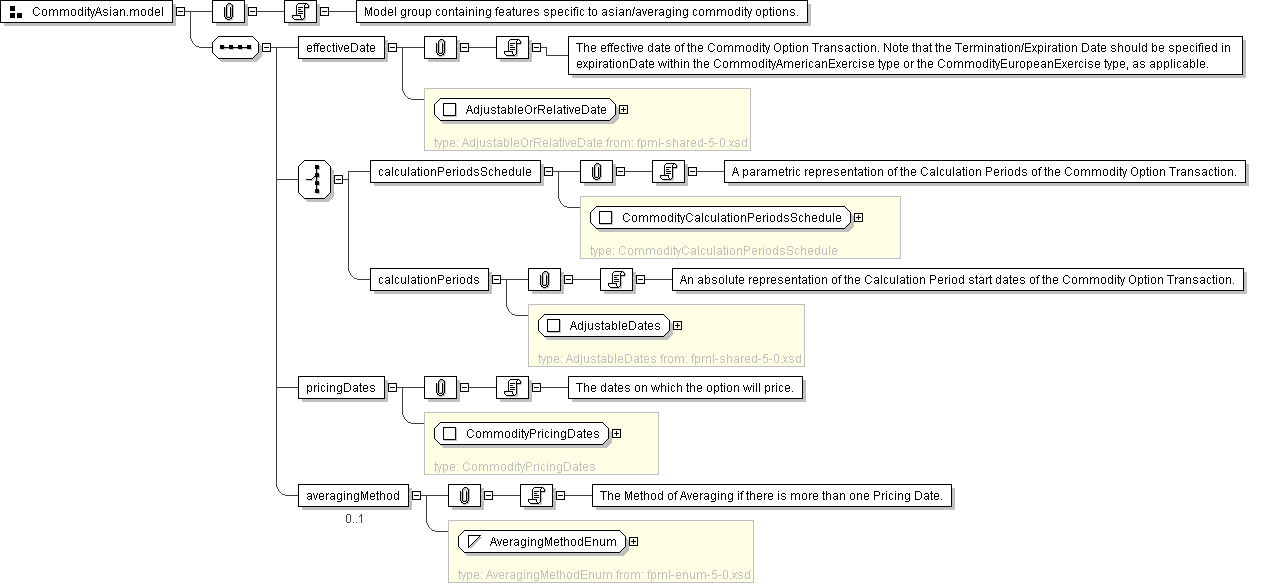 CommodityAsian.model
Model group containing features specific to asian/averaging commodity options.
effectiveDate
The effective date of the Commodity Option Transaction. Note that the Termination/Expiration Date should be specified in
expirationDate within the CommodityAmericanExercise type or the CommodityEuropeanExercise type, as applicable.
AdjustableOrRelativeDate
type: AdjustableOrRelativeDate from: fpml-shared-5-0.xsd
calculationPeriodsSchedule
A parametric representation of the Calculation Periods of the Commodity Option Transaction.
CommodityCalculationPeriodsSchedule
type: CommodityCalculationPeriodsSchedule
calculationPeriods
An absolute representation of the Calculation Period start dates of the Commodity Option Transaction.
AdjustableDates
type: AdjustableDates from: fpml-shared-5-0.xsd
pricingDates
The dates on which the option will price.
CommodityPricingDates
type: CommodityPricingDates
averagingMethod
The Method of Averaging if there is more than one Pricing Date.
0..1
AveragingMethodEnum
type: AveragingMethodEnum from: fpml-enum-5-0.xsd